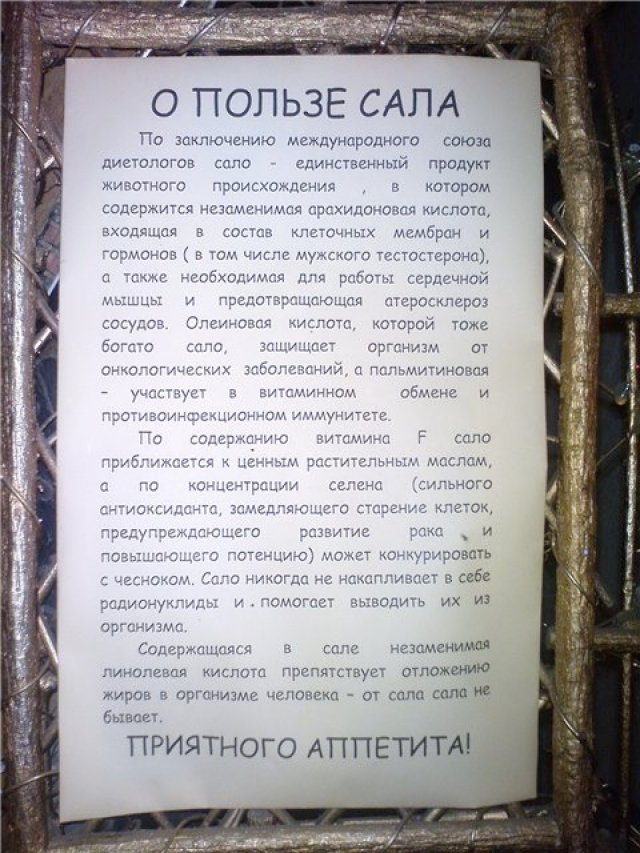 О ПОЛЬЗЕ САЛА
По заключению международного союза
диетологов сало - единственный продукт
животного происхождения , в котором
содержится незаменимая арахидоновая кислота,
входящая в состав клеточных мембран и
гормонов ( в том числе мужского тестостерона),
а также необходимая для работы сердечной
мышцы и предотвращающая атеросклероз
сосудов. Олеиновая кислота, которой тоже
богато сало, защищает организм от
онкологических заболеваний, а пальмитиновая
– участвует в витаминном обмене и
противоинфекционном иммунитете.
По содержанию витамина F сало
приближается к ценным растительным маслам,
а по концентрации селена (сильного
антиоксиданта, замедляющего старение клеток,
предупреждающего развитие рака и
повышающего потенцию) может конкурировать
с чесноком. Сало никогда не накапливает в себе
радионуклиды и помогает выводить их из
организма.
Содержащаяся в сале незаменимая
линолевая кислота препятствует отложению
жиров в организме человека – от сала сала не
бывает.
ПРИЯТНОГО АППЕТИТА!